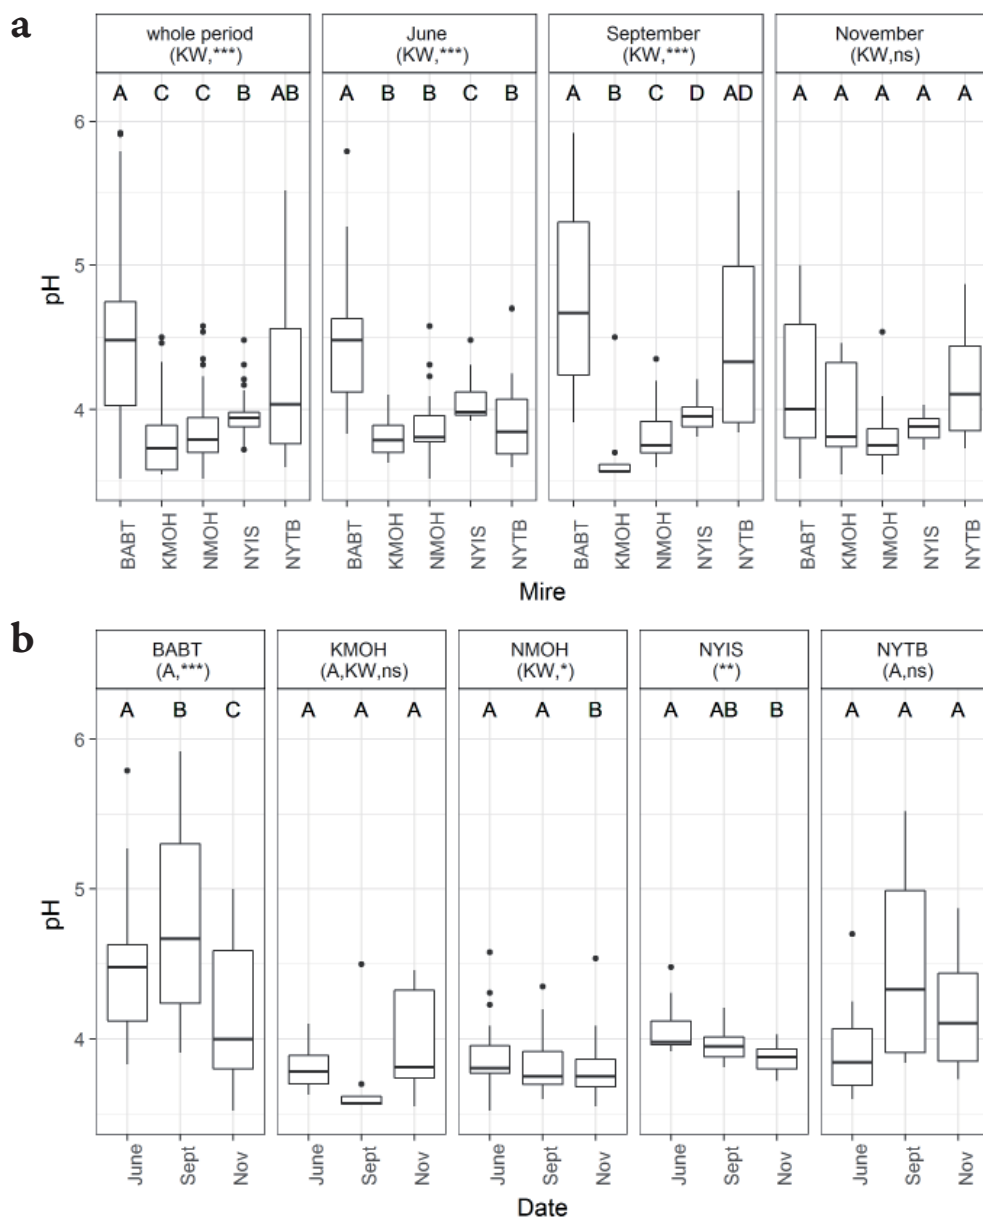 a
whole period
(KW,***)
June
(KW,***)
September
(KW,***)
November
(KW,ns)
A C C B AB
A B B C B
A B C D AD
A A A A A
6
5
4
pH
BABT KMOH NMOH NYIS NYTB
BABT KMOH NMOH NYIS NYTB
BABT KMOH NMOH NYIS NYTB
BABT KMOH NMOH NYIS NYTB
Mire
b
BABT
(A,***)
KMOH
(A,KW,ns)
NMOH
(KW,*)
NYIS
(**)
NYTB
(A,ns)
A B C
A A A
A A B
A AB B
A A A
6
5
4
pH
June Sept Nov
June Sept Nov
June Sept Nov
June Sept Nov
June Sept Nov
Date